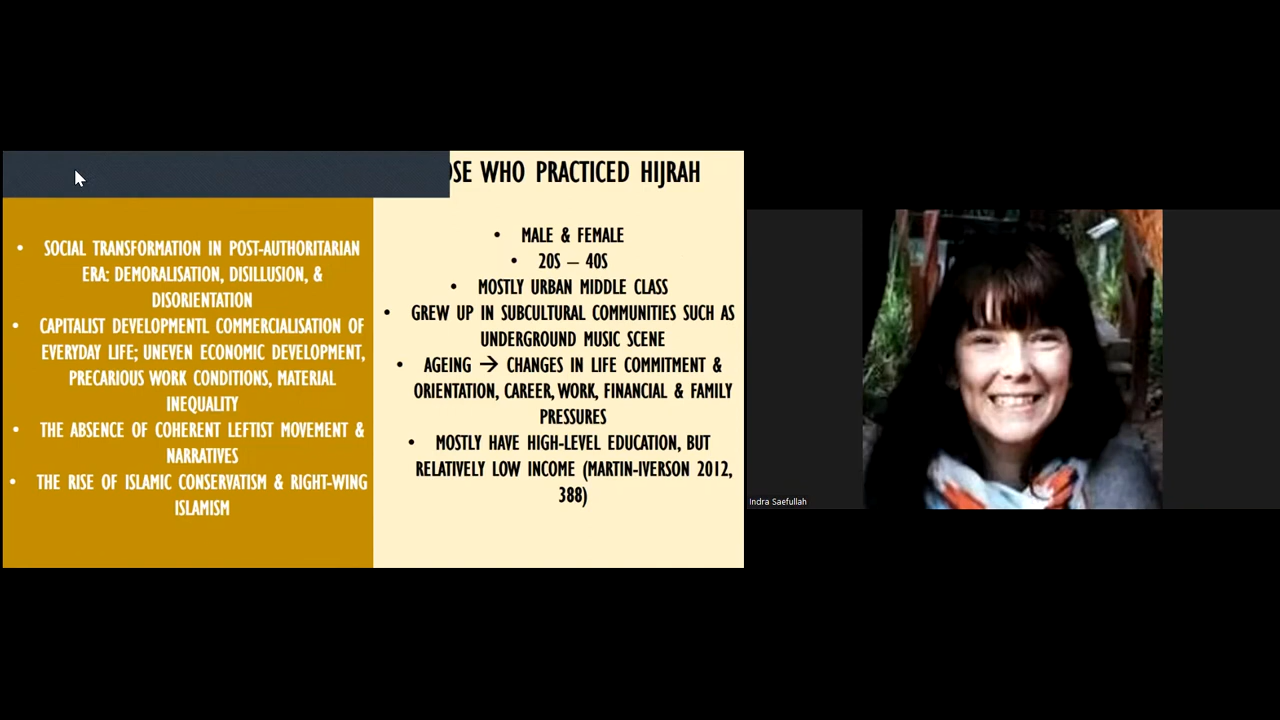 • SOCIAL TRANSFORMATION IN POST-AUTHORITARIAN
ERA: DEMORALISATION, DISILLUSION, &
DISORIENTATION
• CAPITALIST DEVELOPMENTL COMMERCIALISATION OF
EVERYDAY LIFE; UNEVEN ECONOMIC DEVELOPMENT,
PRECARIOUS WORK CONDITIONS, MATERIAL
INEQUALITY
• THE ABSENCE OF COHERENT LEFTIST MOVEMENT &
NARRATIVES
• THE RISE OF ISLAMIC CONSERVATISM & RIGHT-WING
ISLAMISM
WHO PRACTICED HIJRAH
• MALE & FEMALE
• 20S – 40S
• MOSTLY URBAN MIDDLE CLASS
• GREW UP IN SUBCULTURAL COMMUNITIES SUCH AS
UNDERGROUND MUSIC SCENE
• AGEING → CHANGES IN LIFE COMMITMENT &
ORIENTATION, CAREER, WORK, FINANCIAL & FAMILY
PRESSURES
• MOSTLY HAVE HIGH-LEVEL EDUCATION, BUT
RELATIVELY LOW INCOME (MARTIN-IVERSON 2012,
388)
Indra Saefullah